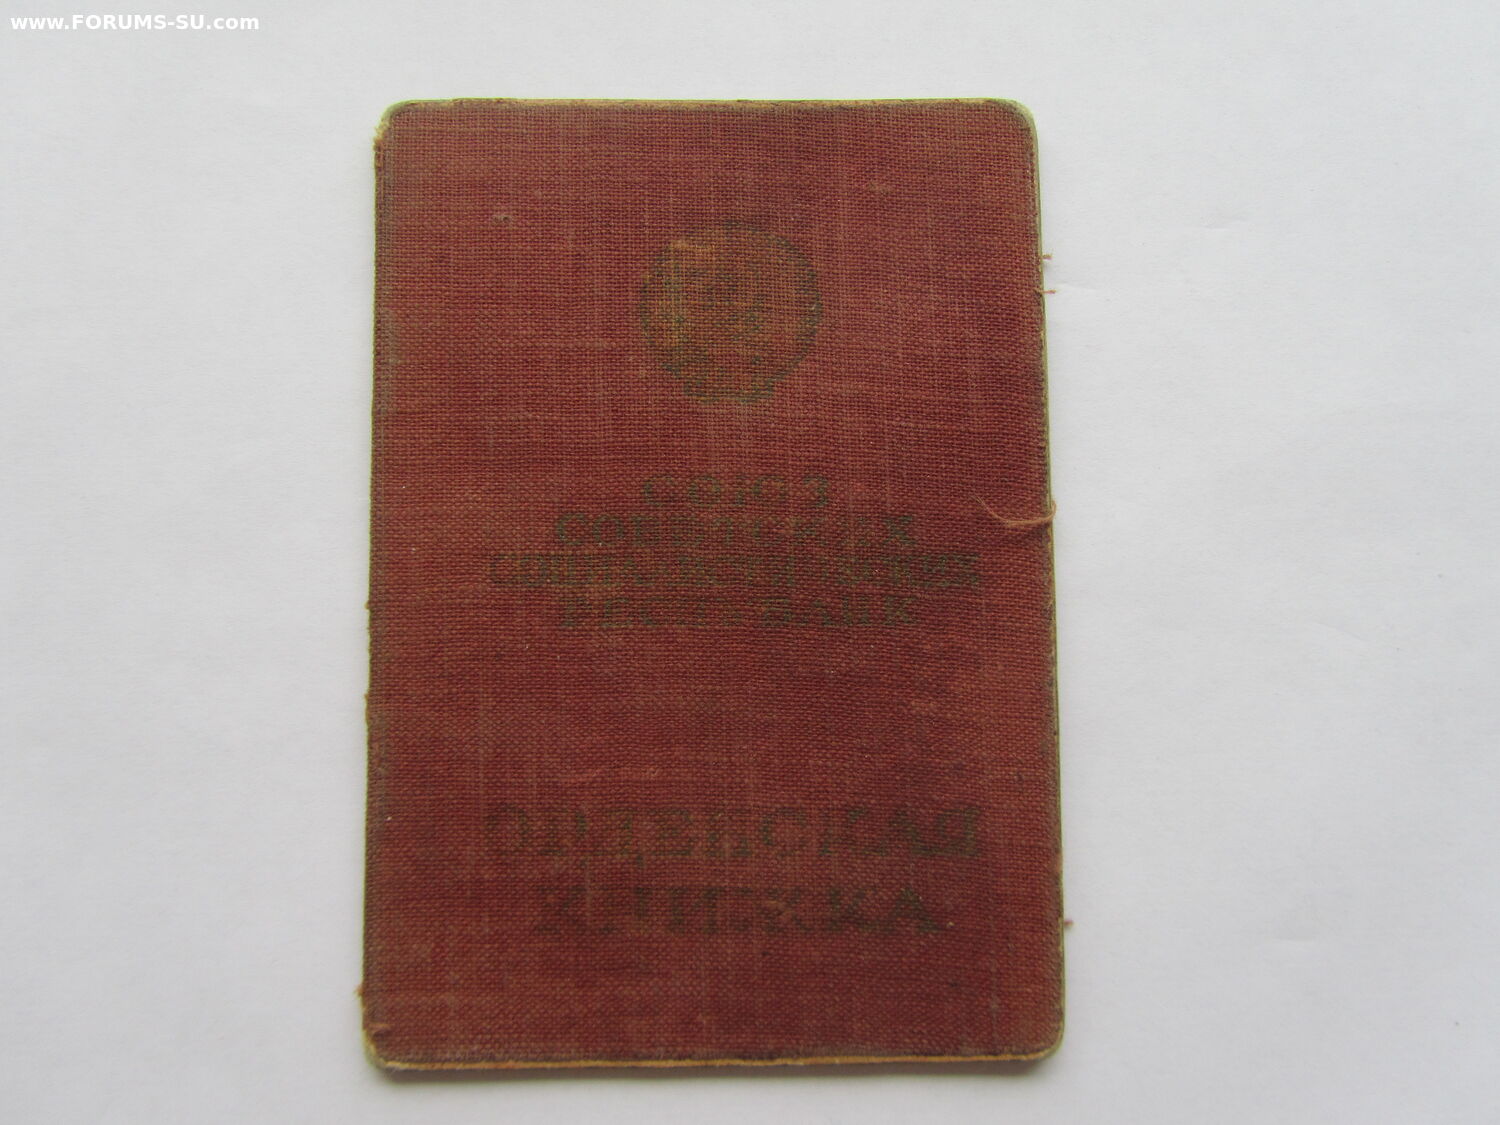 www.FORUMS-SU.com
СОЮЗ
СОВЕТСКИХ
СОЦИАЛИСТИЧЕСКИХ
РЕСПУБЛИК
ОРДЕНСКАЯ
КНИЖКА